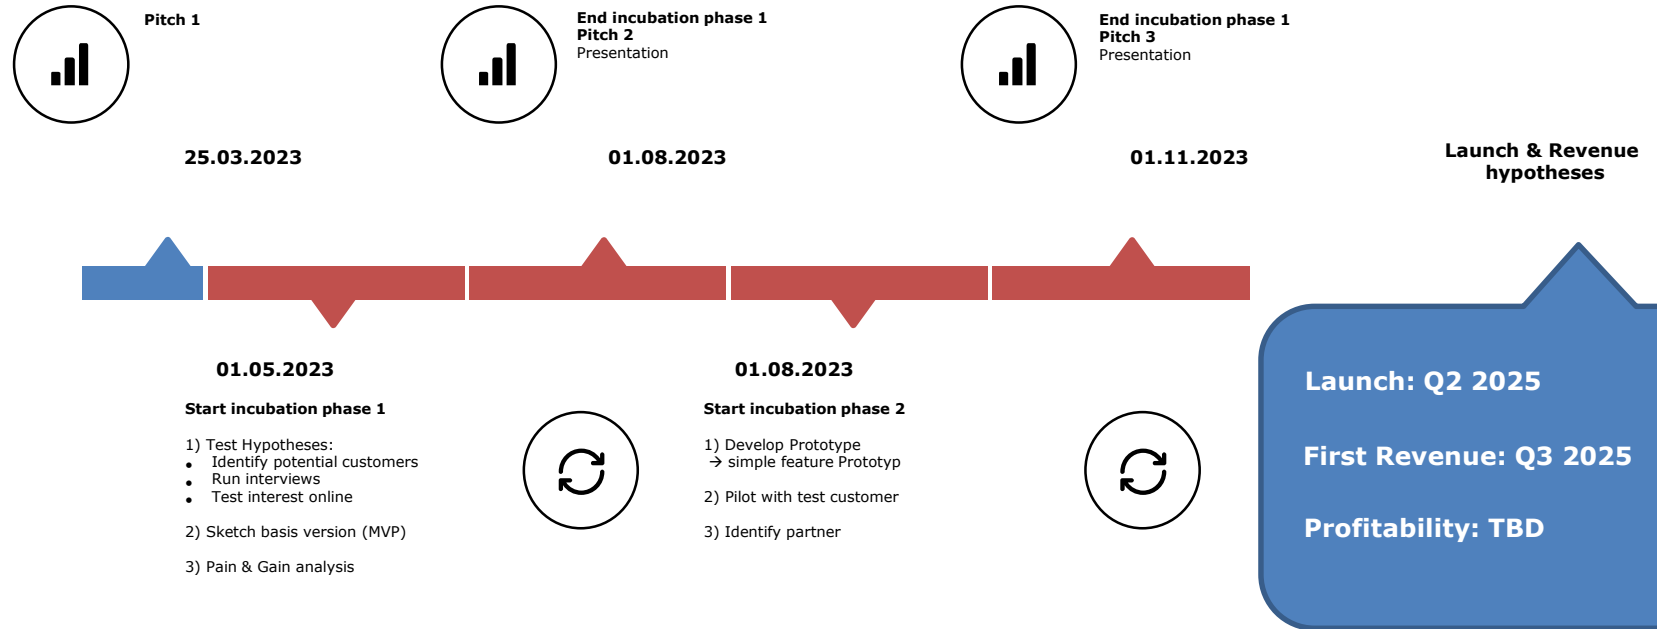 Pitch 1
End incubation phase 1
Pitch 2
Presentation
End incubation phase 1
Pitch 3
Presentation
25.03.2023
01.08.2023
01.11.2023
Launch & Revenue
hypotheses
01.05.2023
Start incubation phase 1
1) Test Hypotheses:
• Identify potential customers
• Run interviews
• Test interest online
2) Sketch basis version (MVP)
3) Pain & Gain analysis
01.08.2023
Start incubation phase 2
1) Develop Prototype
→ simple feature Prototyp
2) Pilot with test customer
3) Identify partner
Launch: Q2 2025
First Revenue: Q3 2025
Profitability: TBD